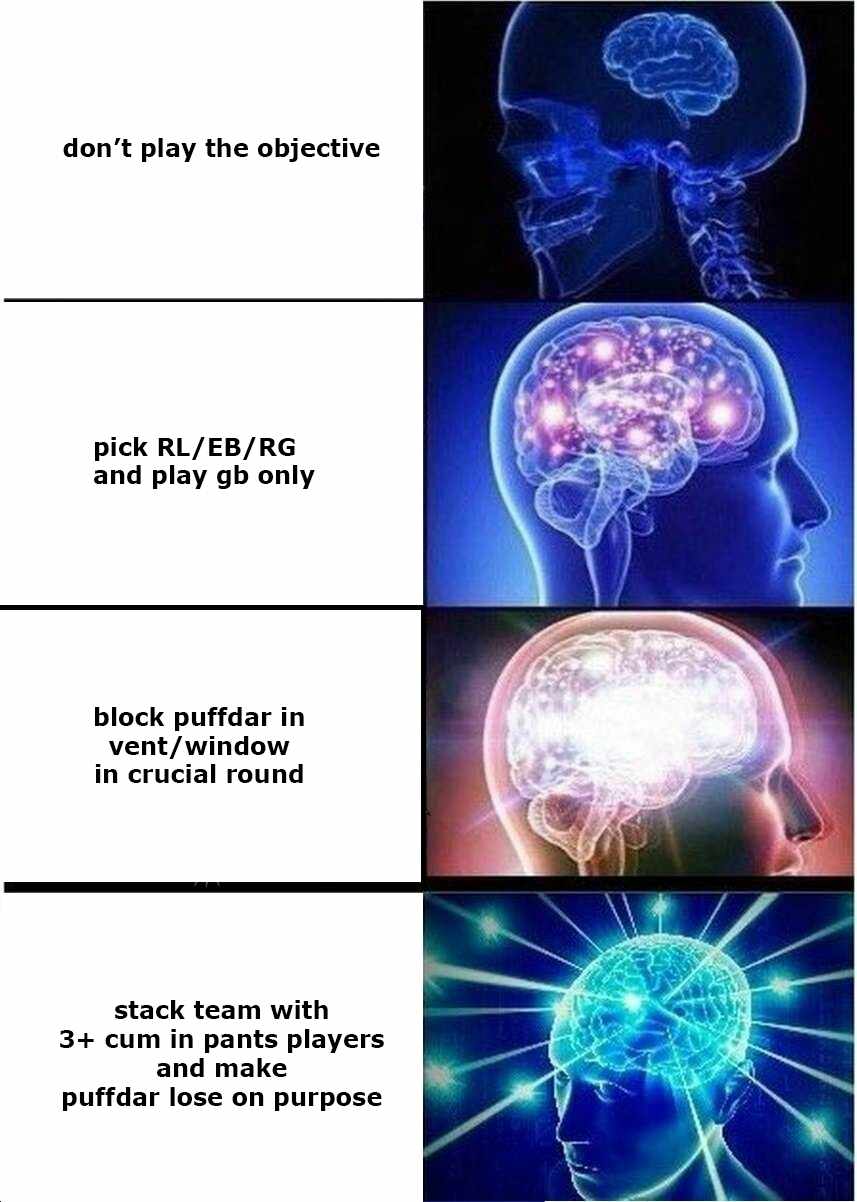 don’t play the objective
pick RL/EB/RG
and play gb only
block puffdar in
vent/window
in crucial round
stack team with
3+ cum in pants players
and make
puffdar lose on purpose